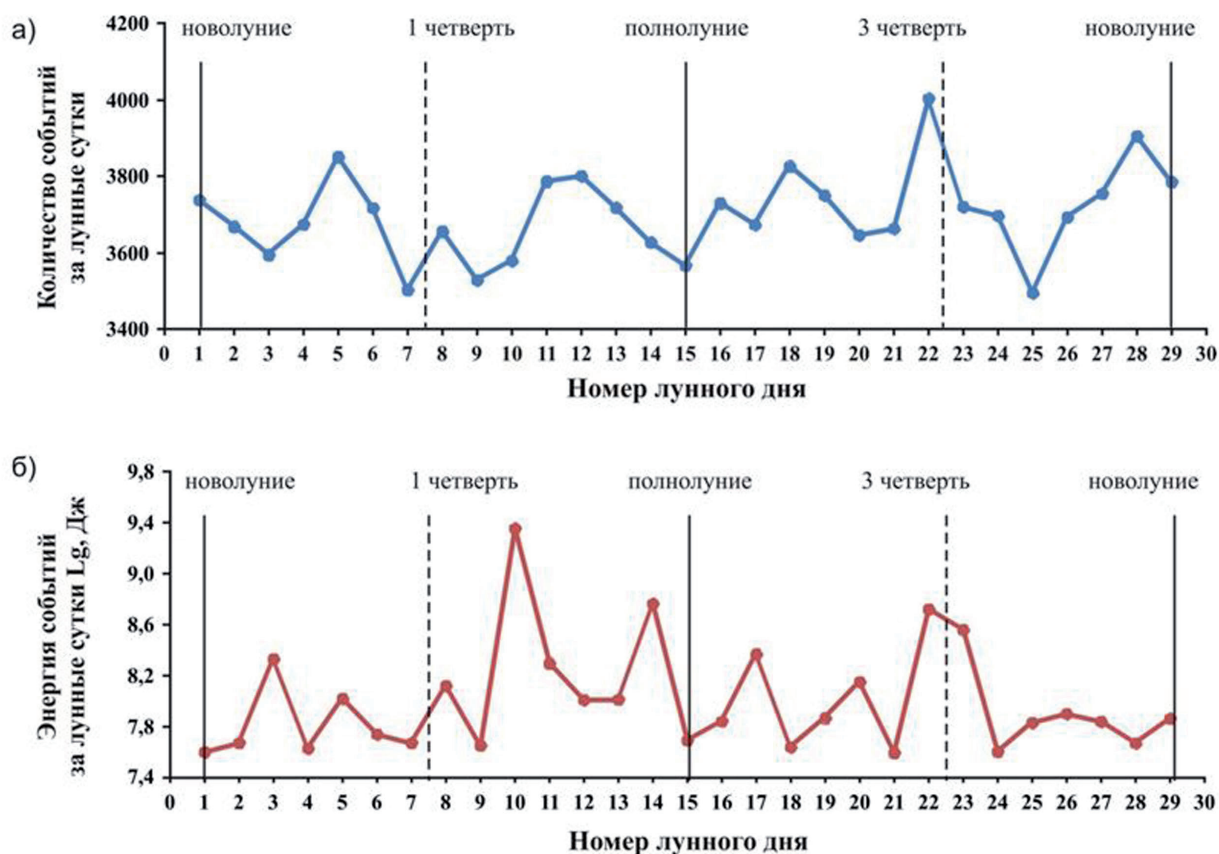 а)
новолуние 1 четверть полнолуние 3 четверть новолуние
4200
4000
3800
3600
3400
Количество событий
за лунные сутки
0 1 2 3 4 5 6 7 8 9 10 11 12 13 14 15 16 17 18 19 20 21 22 23 24 25 26 27 28 29 30
Номер лунного дня
б)
новолуние 1 четверть полнолуние 3 четверть новолуние
9,8
9,4
9,0
8,6
8,2
7,8
7,4
Энергия событий
за лунные сутки Lg, Дж
0 1 2 3 4 5 6 7 8 9 10 11 12 13 14 15 16 17 18 19 20 21 22 23 24 25 26 27 28 29 30
Номер лунного дня